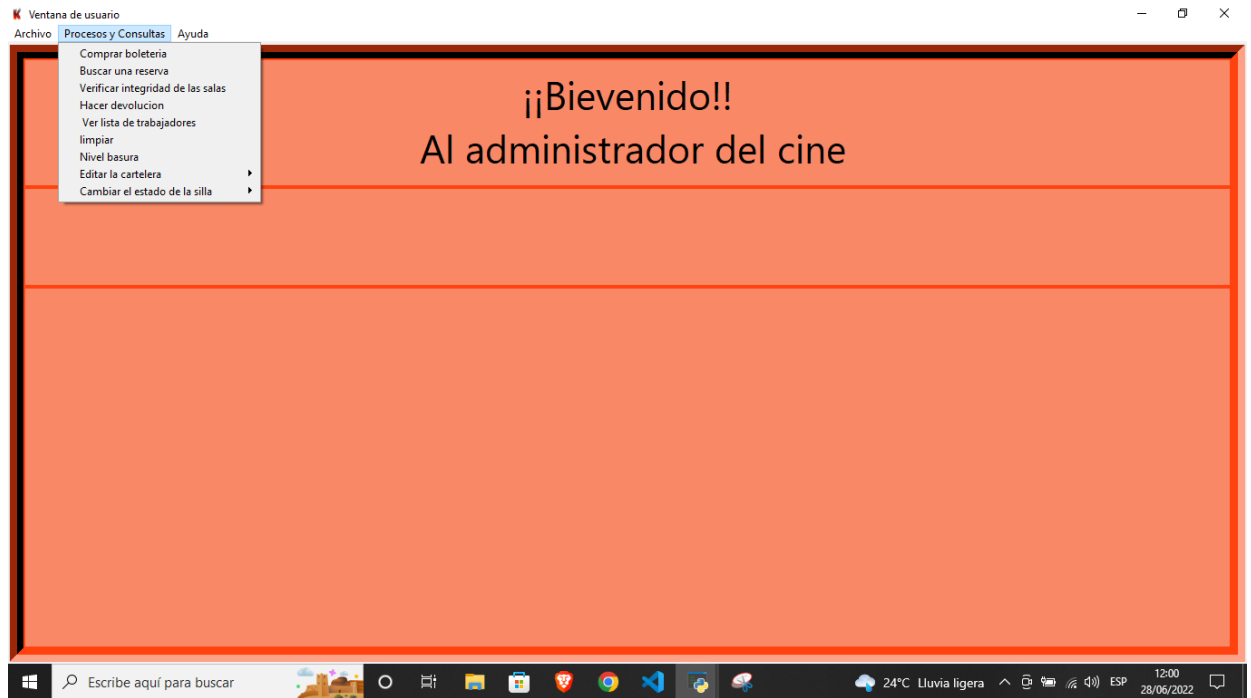 Ventana de usuario
Archivo Procesos y Consultas Ayuda
Comprar boleteria
Buscar una reserva
Verificar integridad de las salas
Hacer devolucion
Ver lista de trabajadores
limpiar
Nivel basura
Editar la cartelera
Cambiar el estado de la silla
¡¡Bievenido!!
Al administrador del cine
Escribe aquí para buscar
24°C Lluvia ligera
ESP
12:00
28/06/2022